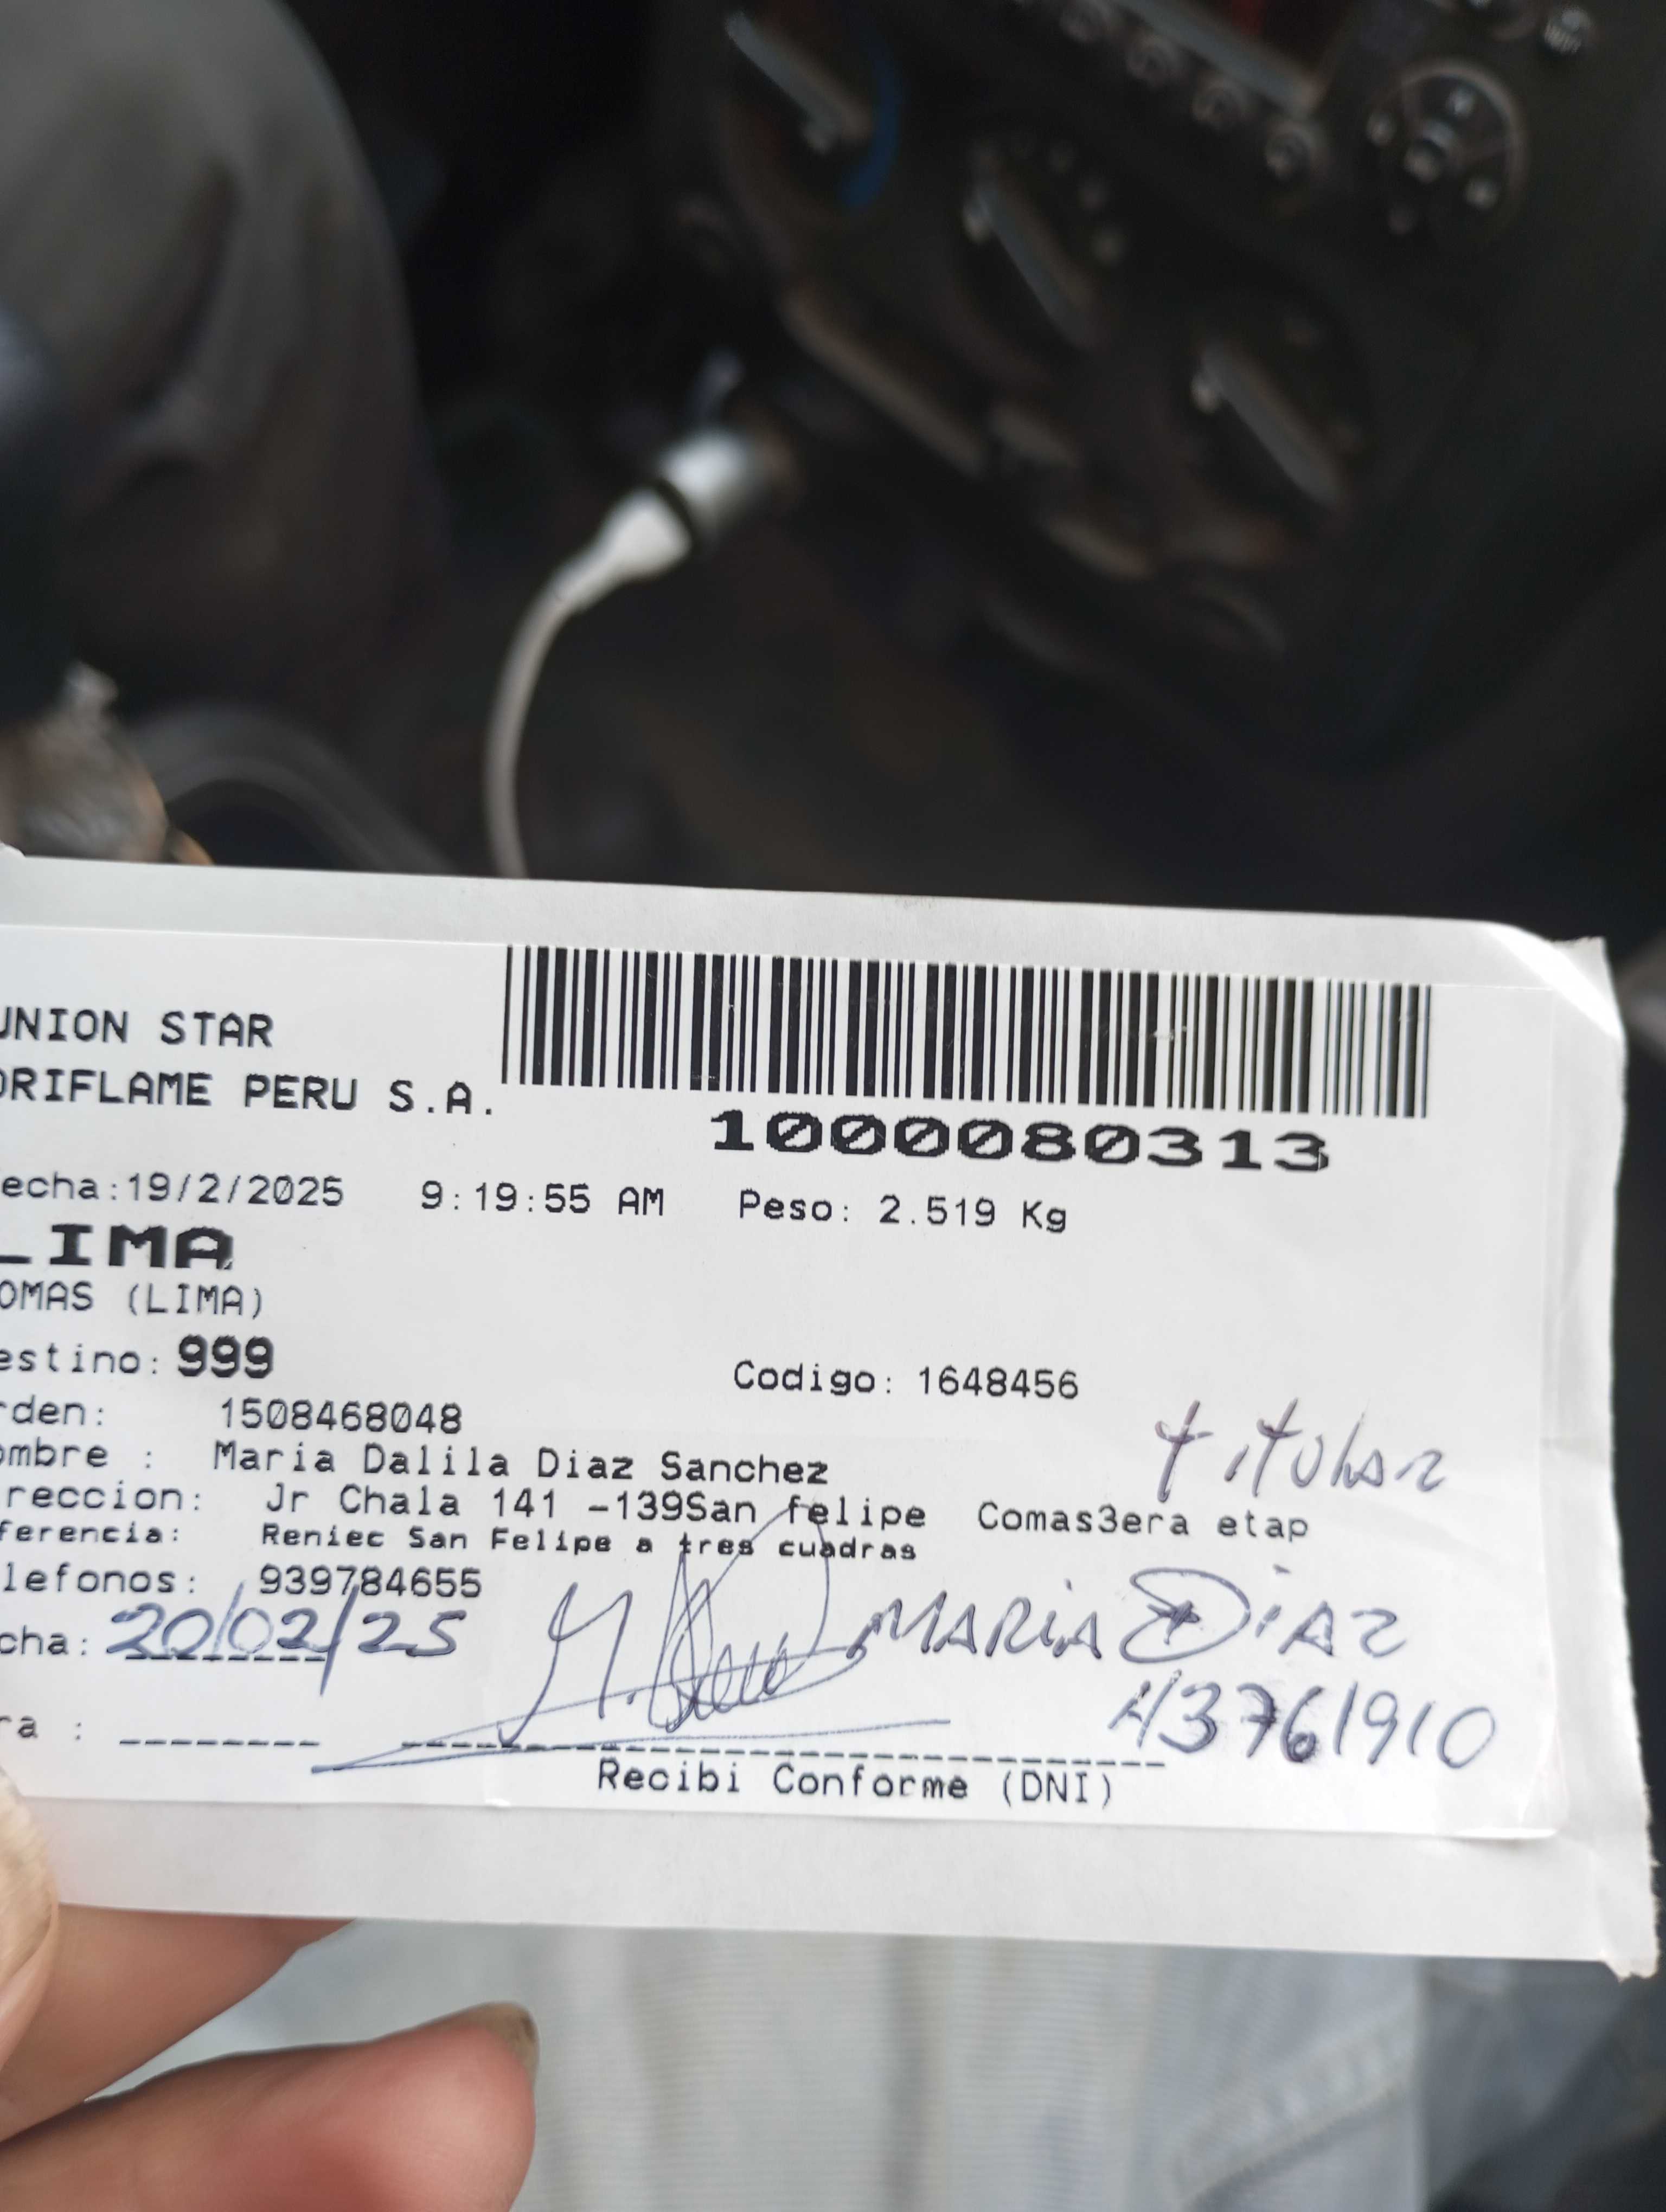 UNION STAR
ORIFLAME PERU S.A.
1000080313
echa:19/2/2025 9:19:55 AM Peso: 2.519 Kg
LIMA
OMAS (LIMA)
estino: 999 Codigo: 1648456
rden: 1508468048
titular
ombre : Maria Dalila Diaz Sanchez
reccion: Jr Chala 141 -139San felipe Comas3era etap
ferencia: Reniec San Felipe a tres cuadras
lefonos: 939784655
cha: 20/02/25 MARIA DIAZ
43761910
ra : --------
Recibi Conforme (DNI)